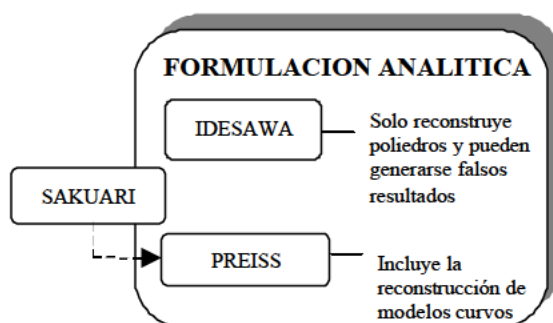 FORMULACION ANALITICA
IDESAWA
Solo reconstruye
poliedros y pueden
generarse falsos
resultados
SAKUARI
PREISS
Incluye la
reconstrucción de
modelos curvos